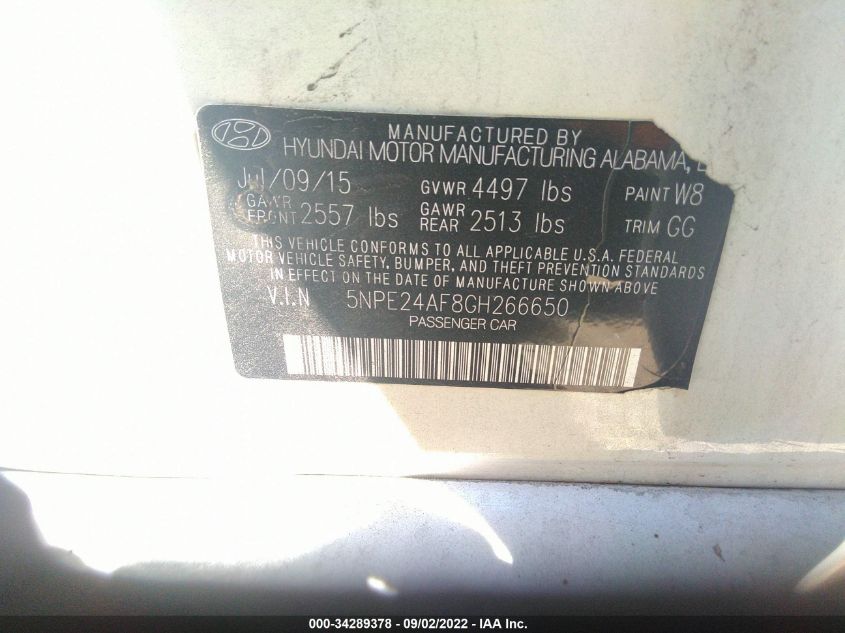 MANUFACTURED BY
HYUNDAI MOTOR MANUFACTURING ALABAMA,
Jul/09/15 GVWR 4497 lbs PAINT W8
GAWR FRONT 2557 lbs GAWR REAR 2513 lbs TRIM GG
THIS VEHICLE CONFORMS TO ALL APPLICABLE U.S.A. FEDERAL
MOTOR VEHICLE SAFETY, BUMPER, AND THEFT PREVENTION STANDARDS
IN EFFECT ON THE DATE OF MANUFACTURE SHOWN ABOVE
V.I.N 5NPE24AF8GH266650
PASSENGER CAR
000-34289378 - 09/02/2022 - IAA Inc.